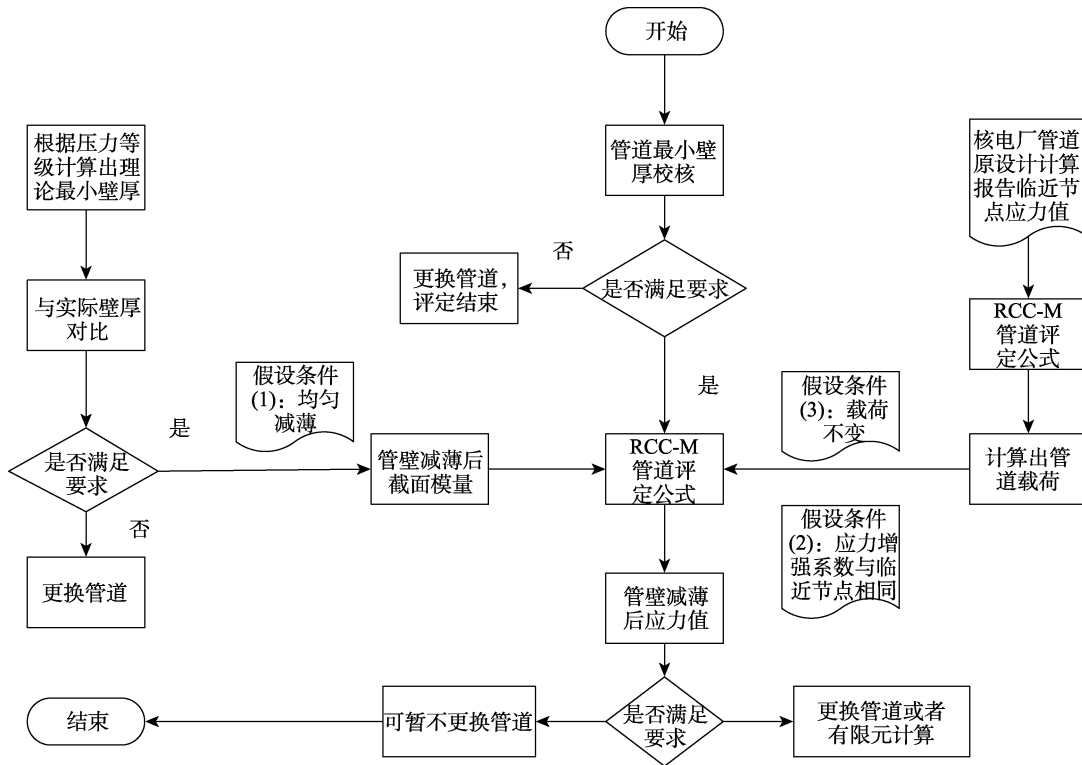 开始
根据压力等
级计算出理
论最小壁厚
管道最小壁
厚校核
核电厂管道
原设计计算
报告临近节
点应力值
否
更换管道，
评定结束
是否满足要求
与实际壁厚
对比
RCC-M
管道评
定公式
假设条件
(1)：均匀
减薄
是
假设条件
(3)：载荷
不变
是
是否满足
要求
管壁减薄后
截面模量
RCC-M
管道评
定公式
计算出管
道载荷
否
假设条件
(2)：应力增
强系数与临
近节点相同
更换管道
管壁减薄
后应力值
结束
可暂不更换管道
是否满足
要求
更换管道或者
有限元计算